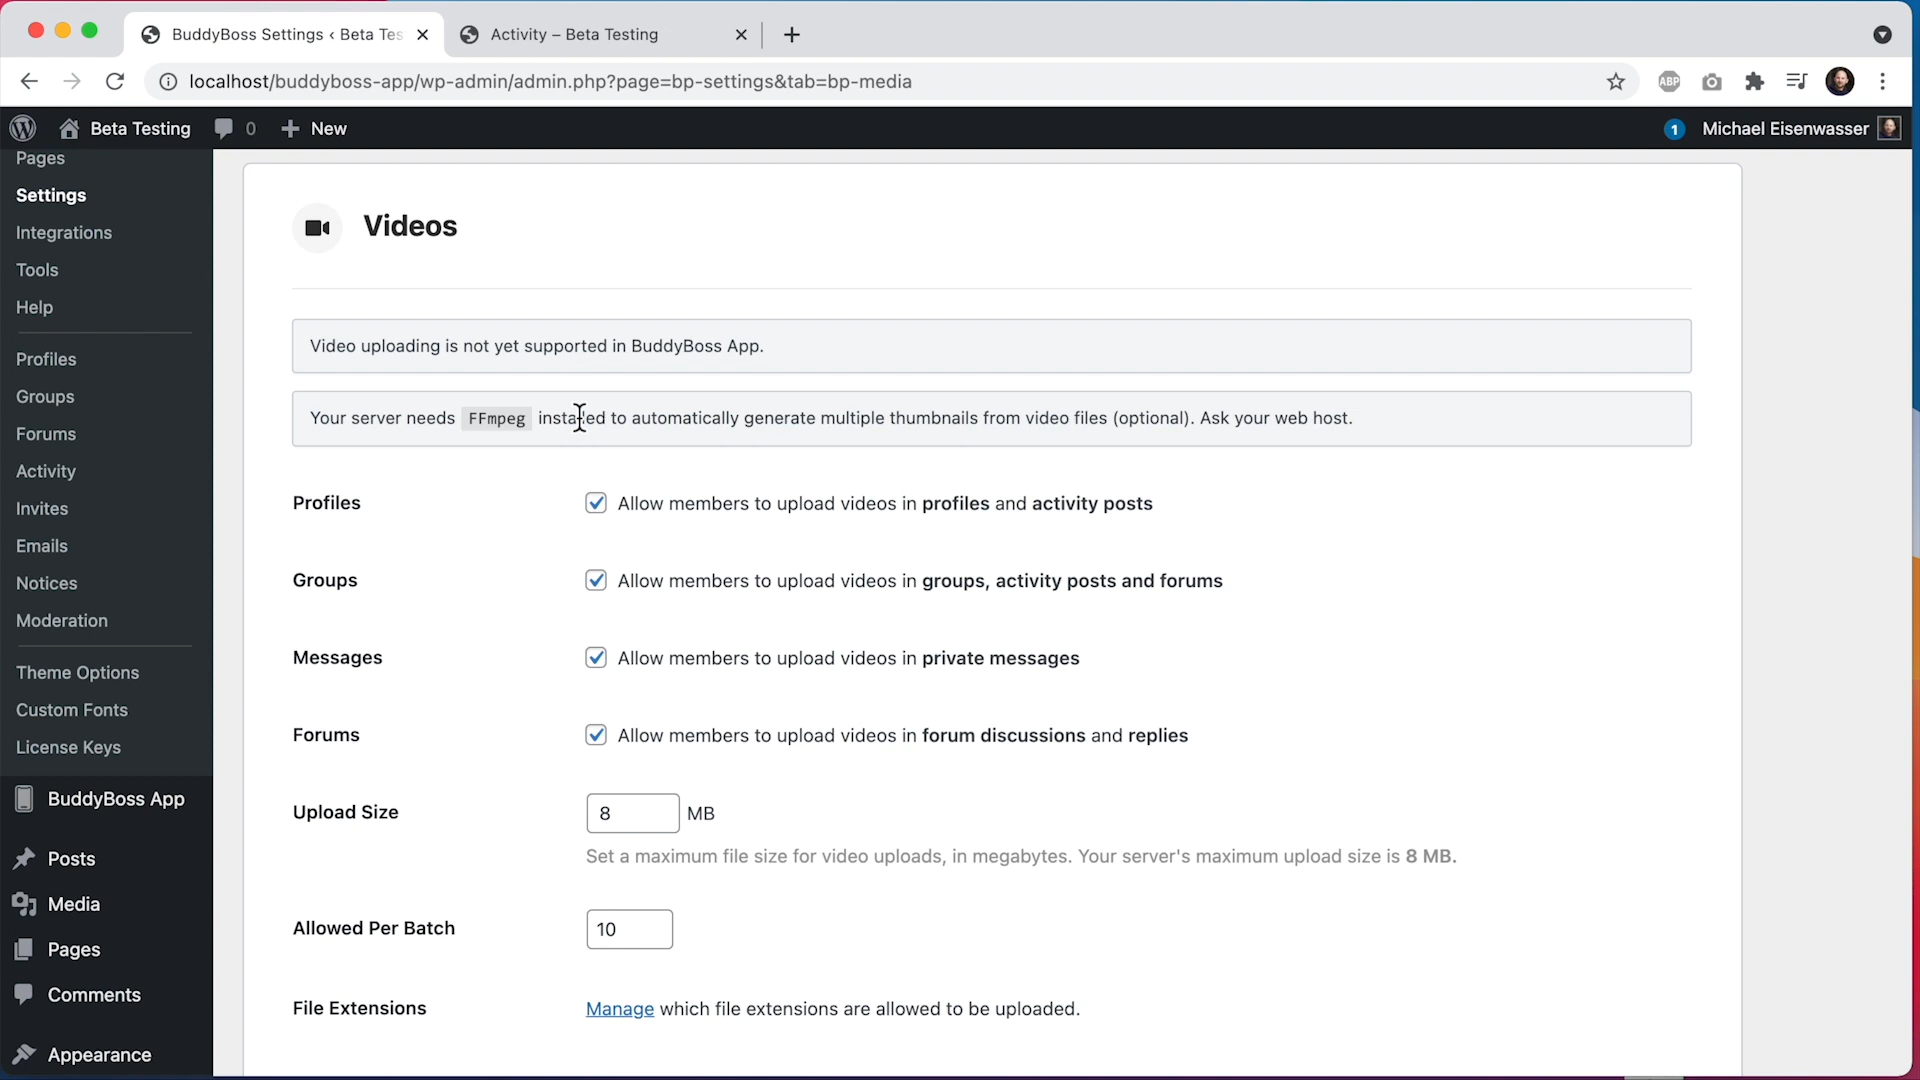 BuddyBoss Settings ‹ Beta Tes
Activity – Beta Testing
localhost/buddyboss-app/wp-admin/admin.php?page=bp-settings&tab=bp-media
ABP
Beta Testing
0
New
1
Michael Eisenwasser
Pages
Settings
Integrations
Tools
Help
Profiles
Groups
Forums
Activity
Invites
Emails
Notices
Moderation
Theme Options
Custom Fonts
License Keys
BuddyBoss App
Posts
Media
Pages
Comments
Appearance
Videos
Video uploading is not yet supported in BuddyBoss App.
Your server needs FFmpeg installed to automatically generate multiple thumbnails from video files (optional). Ask your web host.
Profiles
Allow members to upload videos in profiles and activity posts
Groups
Allow members to upload videos in groups, activity posts and forums
Messages
Allow members to upload videos in private messages
Forums
Allow members to upload videos in forum discussions and replies
Upload Size
8 MB
Set a maximum file size for video uploads, in megabytes. Your server's maximum upload size is 8 MB.
Allowed Per Batch
10
File Extensions
Manage which file extensions are allowed to be uploaded.